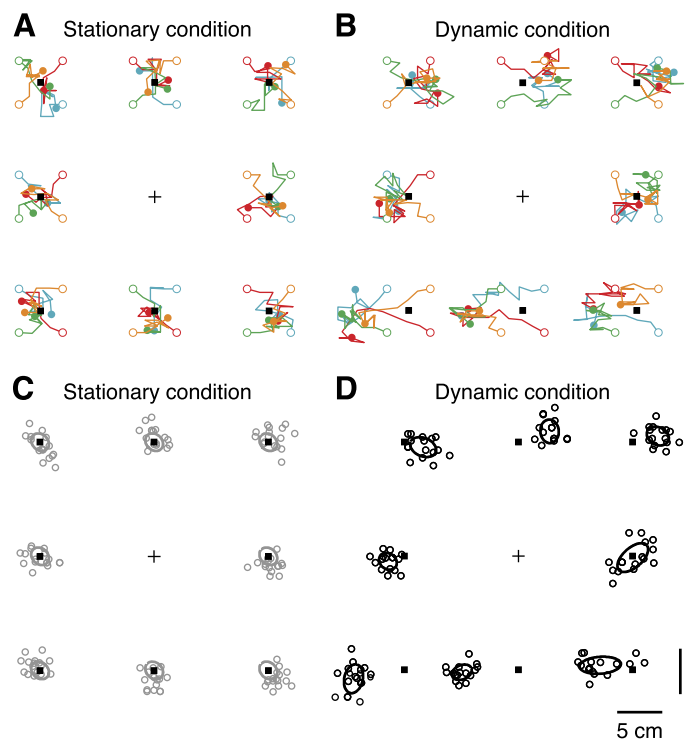 A Stationary condition
B Dynamic condition
C Stationary condition
D Dynamic condition
5 cm